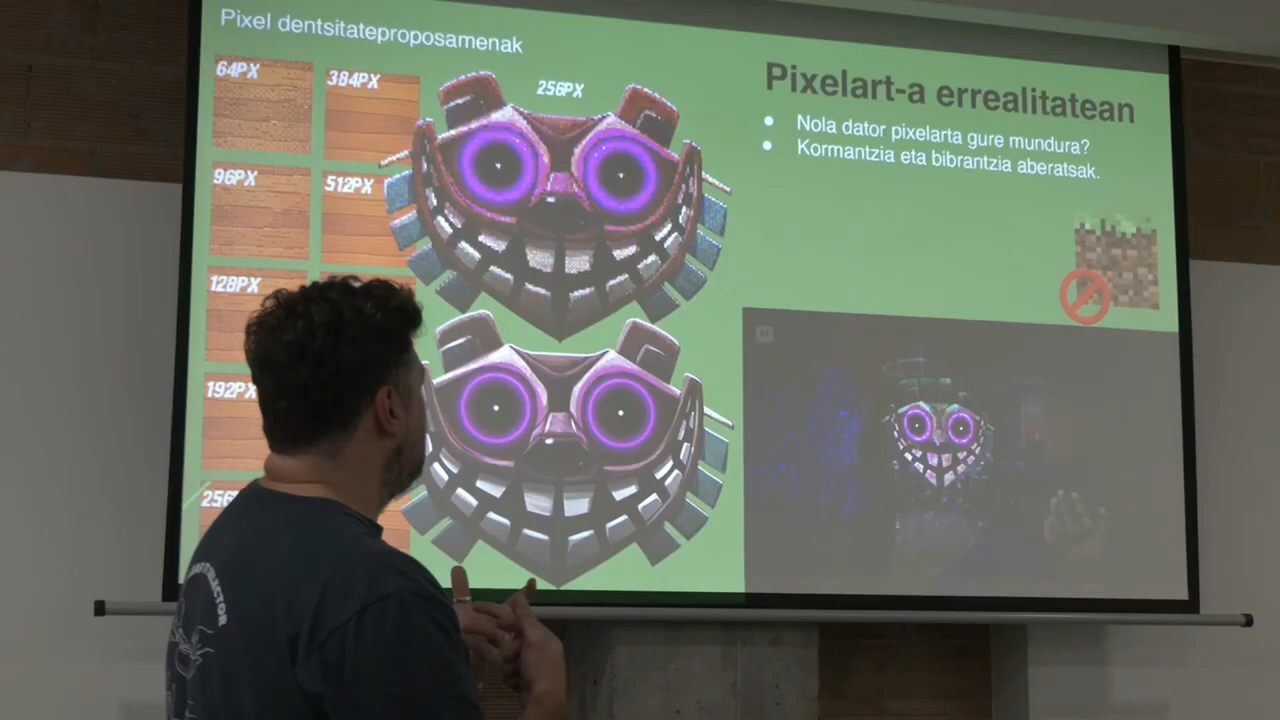 Pixel dentsitateproposamenak
64PX
384PX
256PX
96PX
512PX
128PX
192PX
256
Pixelart-a errealitatean
Nola dator pixelarta gure mundura?
Kormantzia eta bibrantzia aberatsak.